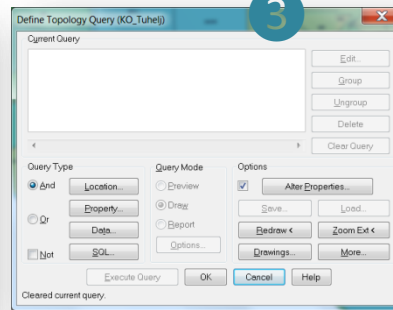 3
Define Topology Query (KO_Tuhelj)
Current Query
Edit...
Group
Ungroup
Delete
Clear Query
Query Type
And
Location...
Property...
Or
Data...
Not
SQL...
Query Mode
Preview
Draw
Report
Options...
Options
Alter Properties...
Save...
Load...
Redraw <
Zoom Ext <
Drawings...
More...
Execute Query
OK
Cancel
Help
Cleared current query.